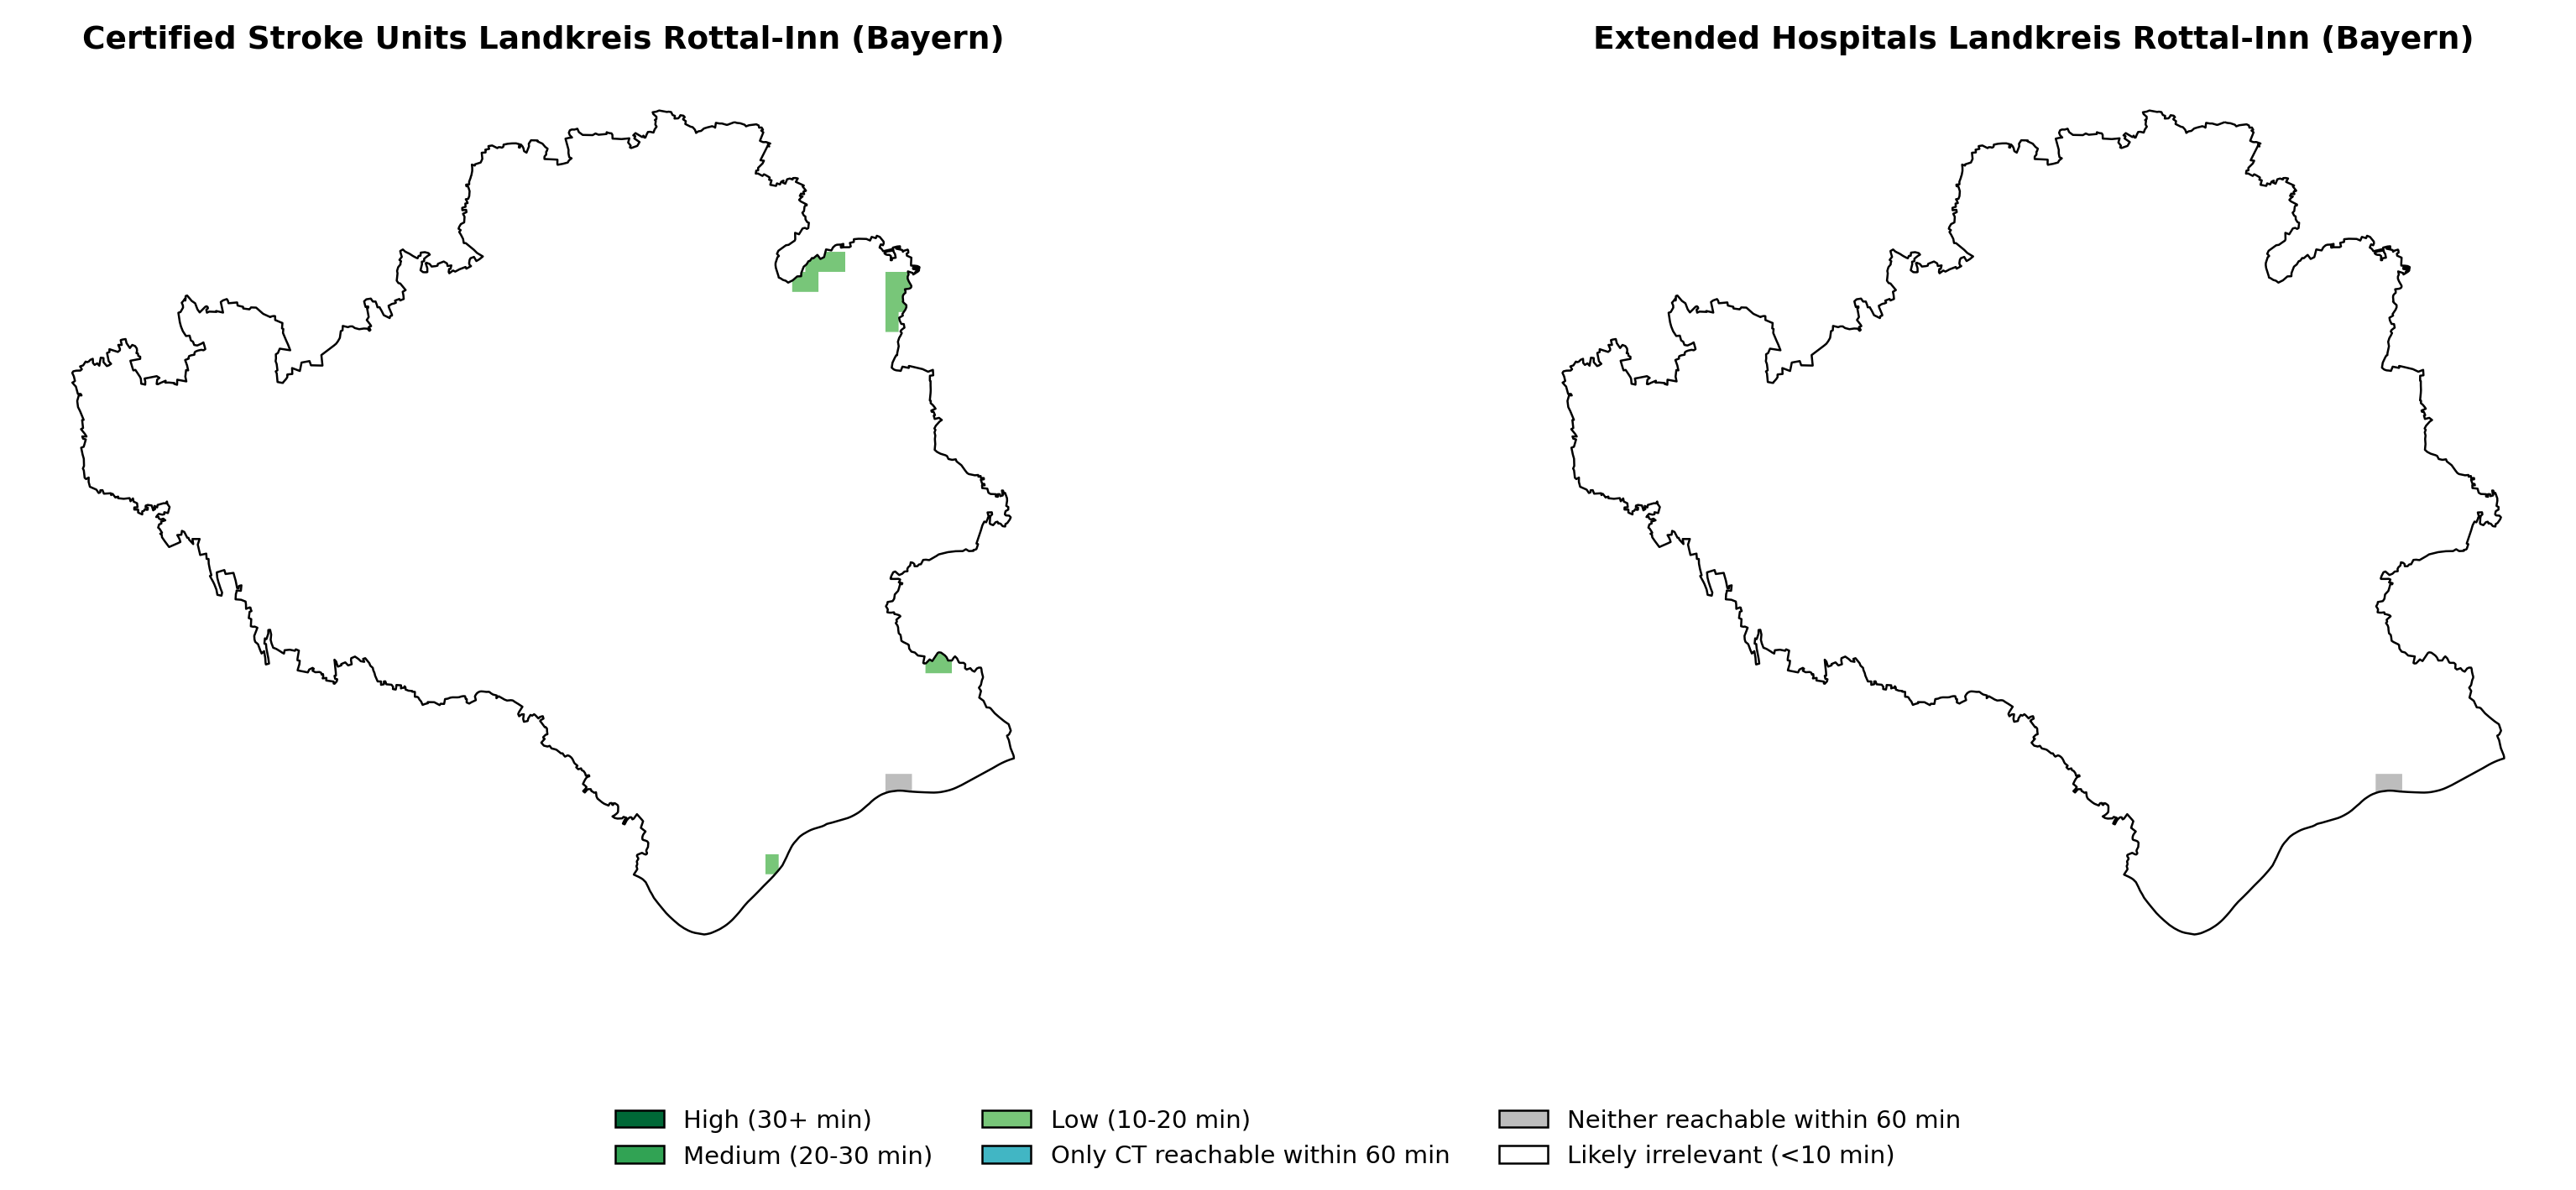 Certified Stroke Units Landkreis Rottal-Inn (Bayern)
Extended Hospitals Landkreis Rottal-Inn (Bayern)
High (30+ min)
Medium (20-30 min)
Low (10-20 min)
Only CT reachable within 60 min
Neither reachable within 60 min
Likely irrelevant (<10 min)